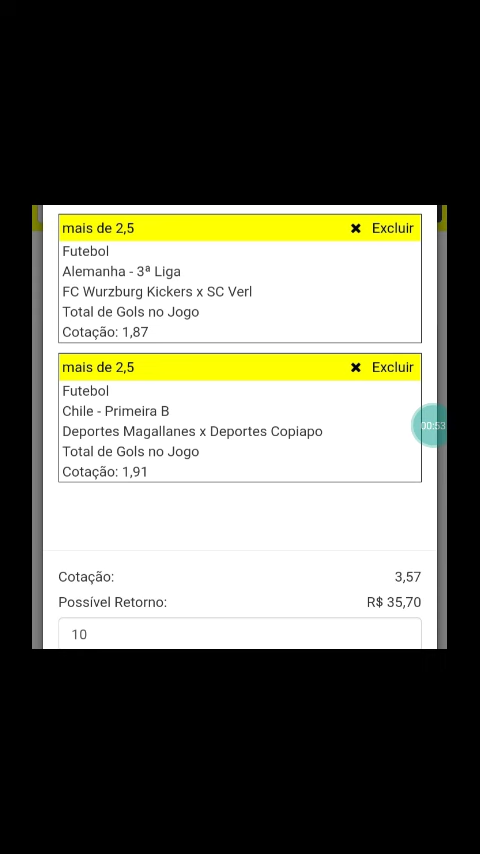 mais de 2,5 ✖ Excluir
Futebol
Alemanha - 3ª Liga
FC Wurzburg Kickers x SC Verl
Total de Gols no Jogo
Cotação: 1,87
mais de 2,5 ✖ Excluir
Futebol
Chile - Primeira B
Deportes Magallanes x Deportes Copiapo
00:53
Total de Gols no Jogo
Cotação: 1,91
Cotação: 3,57
Possível Retorno: R$ 35,70
10